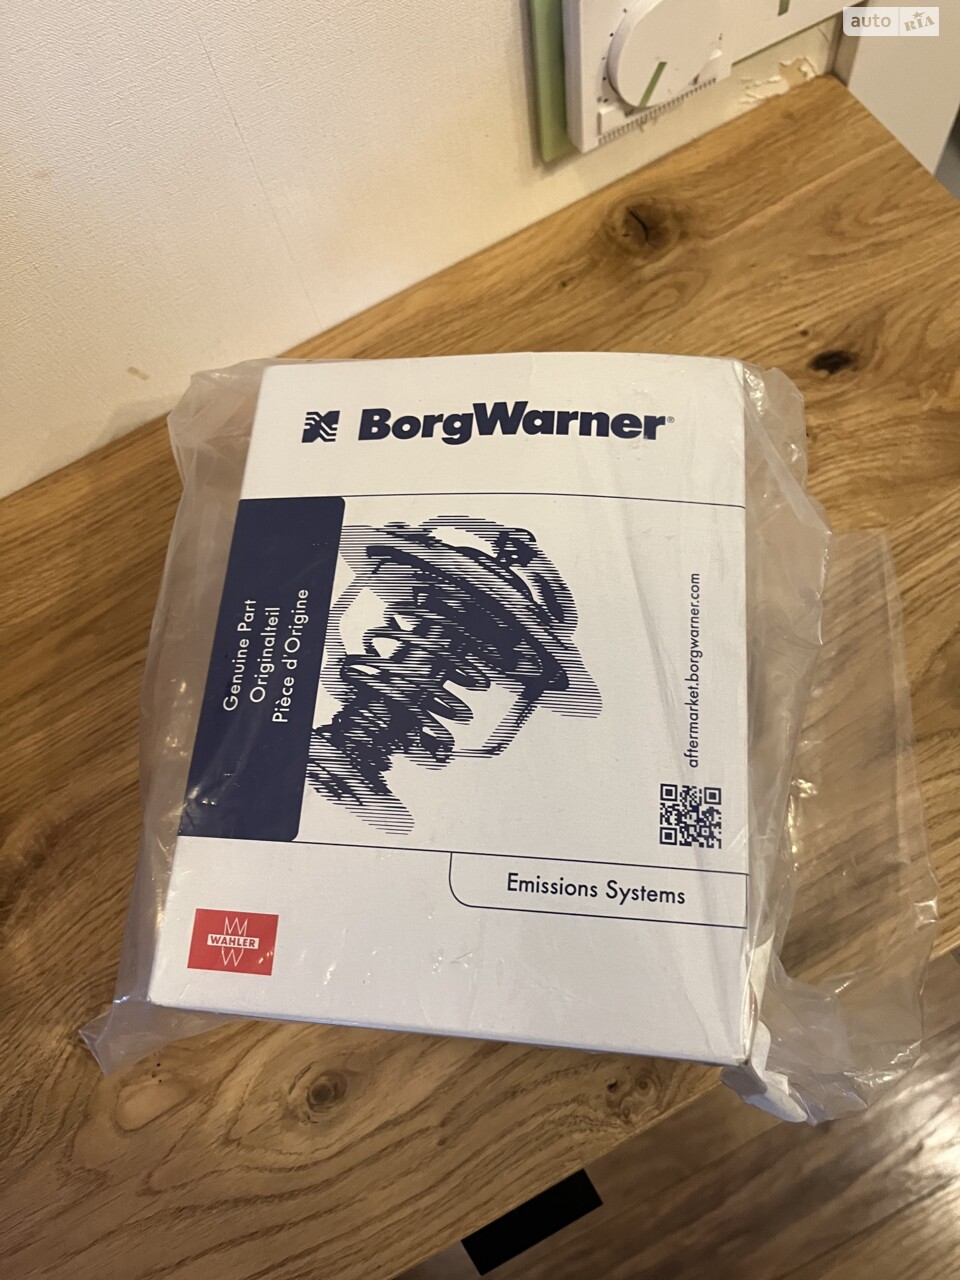 auto RIA
BorgWarner®
Genuine Part
Originalteil
Pièce d'Origine
aftermarket.borgwarner.com
Emissions Systems
WAHLER